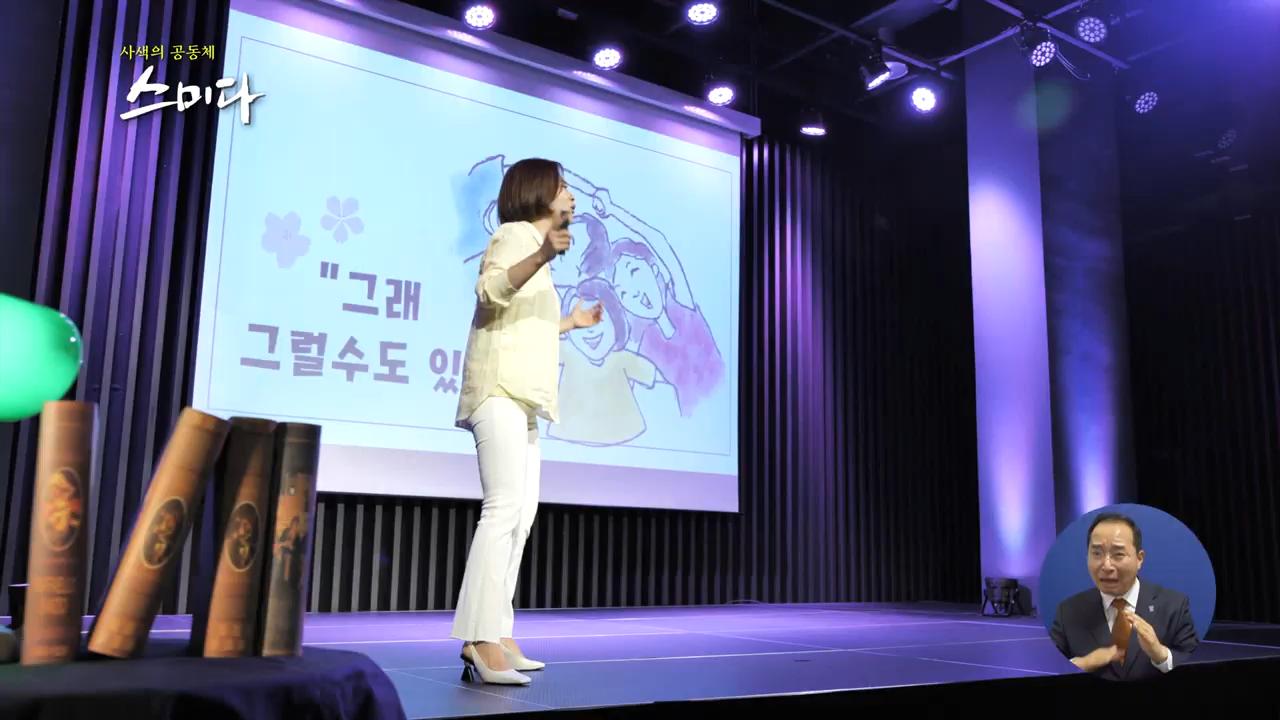 사색의 공동체
스미다
"그래
그럴수도 있